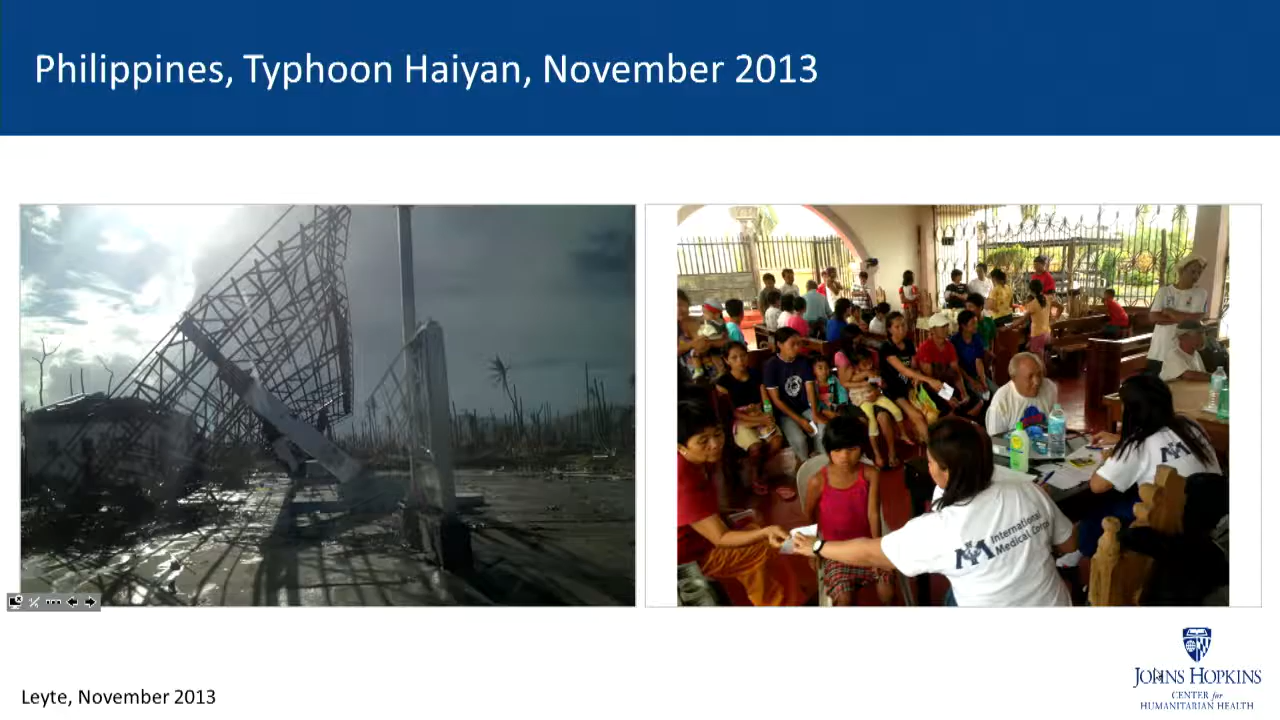 Philippines, Typhoon Haiyan, November 2013
International
Medical Corps
Leyte, November 2013
JOHNS HOPKINS
CENTER for
HUMANITARIAN HEALTH